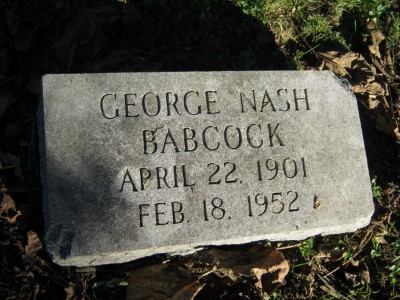 GEORGE NASH
BABCOCK
APRIL 22. 1901
FEB. 18. 1952